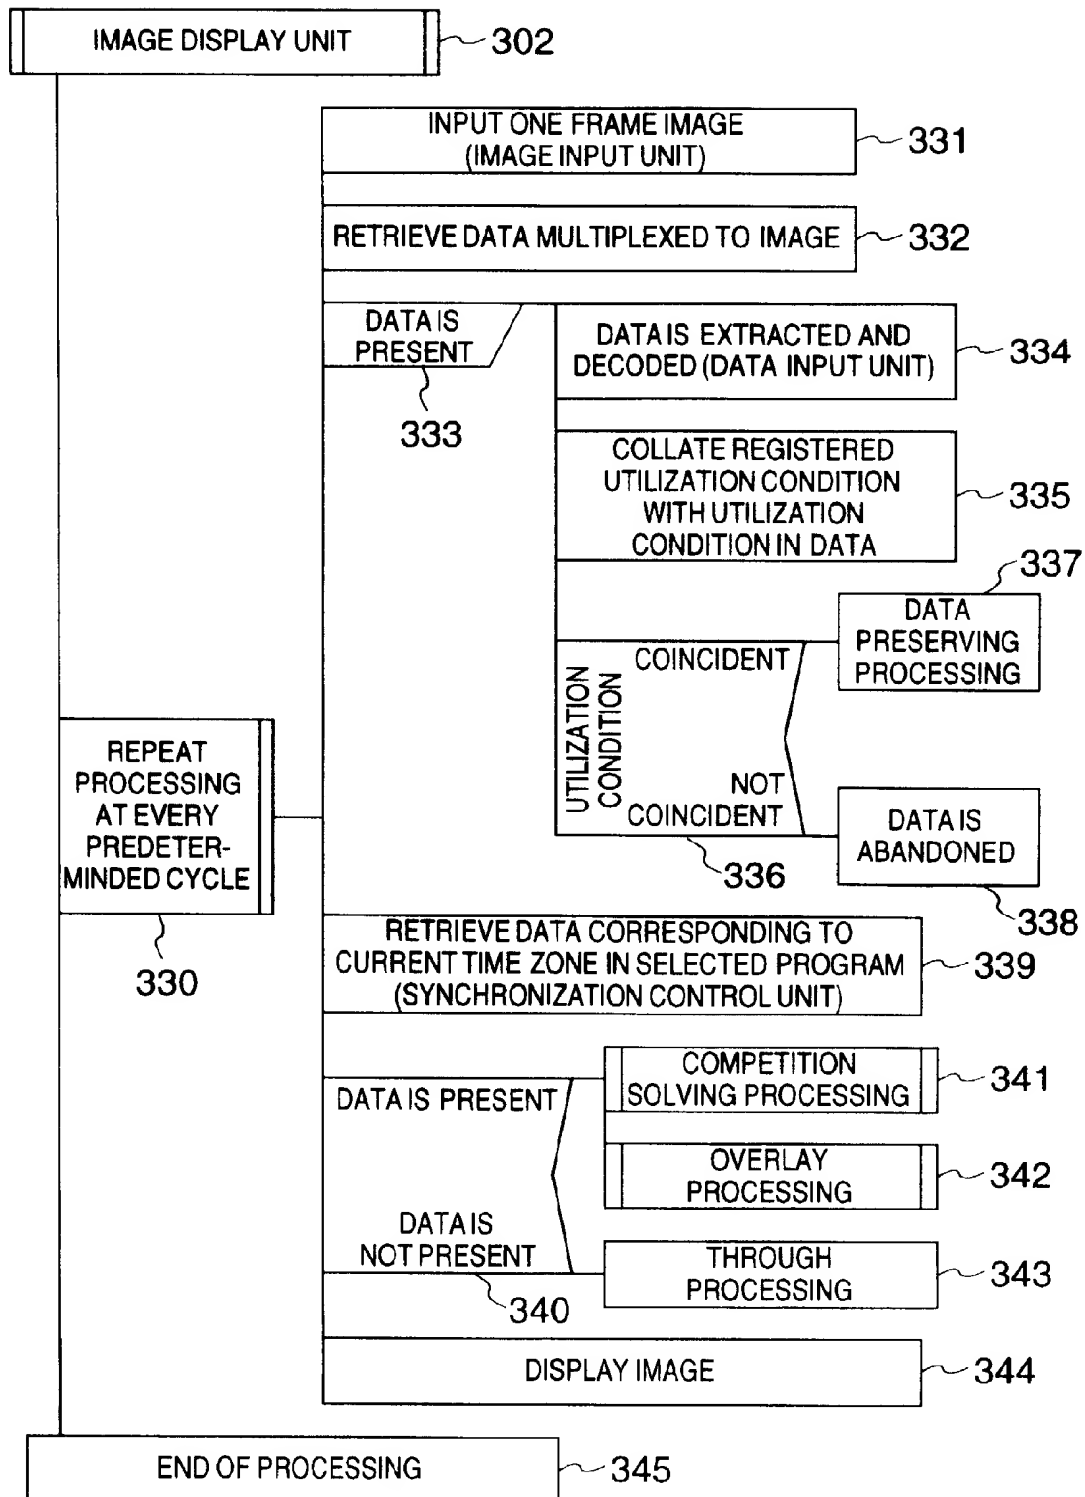 IMAGE DISPLAY UNIT
302
INPUT ONE FRAME IMAGE
(IMAGE INPUT UNIT)
331
RETRIEVE DATA MULTIPLEXED TO IMAGE
332
DATA IS
PRESENT
333
DATA IS EXTRACTED AND
DECODED (DATA INPUT UNIT)
334
COLLATE REGISTERED
UTILIZATION CONDITION
WITH UTILIZATION
CONDITION IN DATA
335
UTILIZATION
CONDITION
COINCIDENT
NOT
COINCIDENT
336
337
DATA
PRESERVING
PROCESSING
DATA IS
ABANDONED
338
REPEAT
PROCESSING
AT EVERY
PREDETER-
MINDED CYCLE
330
RETRIEVE DATA CORRESPONDING TO
CURRENT TIME ZONE IN SELECTED PROGRAM
(SYNCHRONIZATION CONTROL UNIT)
339
DATA IS PRESENT
DATA IS
NOT PRESENT
340
COMPETITION
SOLVING PROCESSING
341
OVERLAY
PROCESSING
342
THROUGH
PROCESSING
343
DISPLAY IMAGE
344
END OF PROCESSING
345